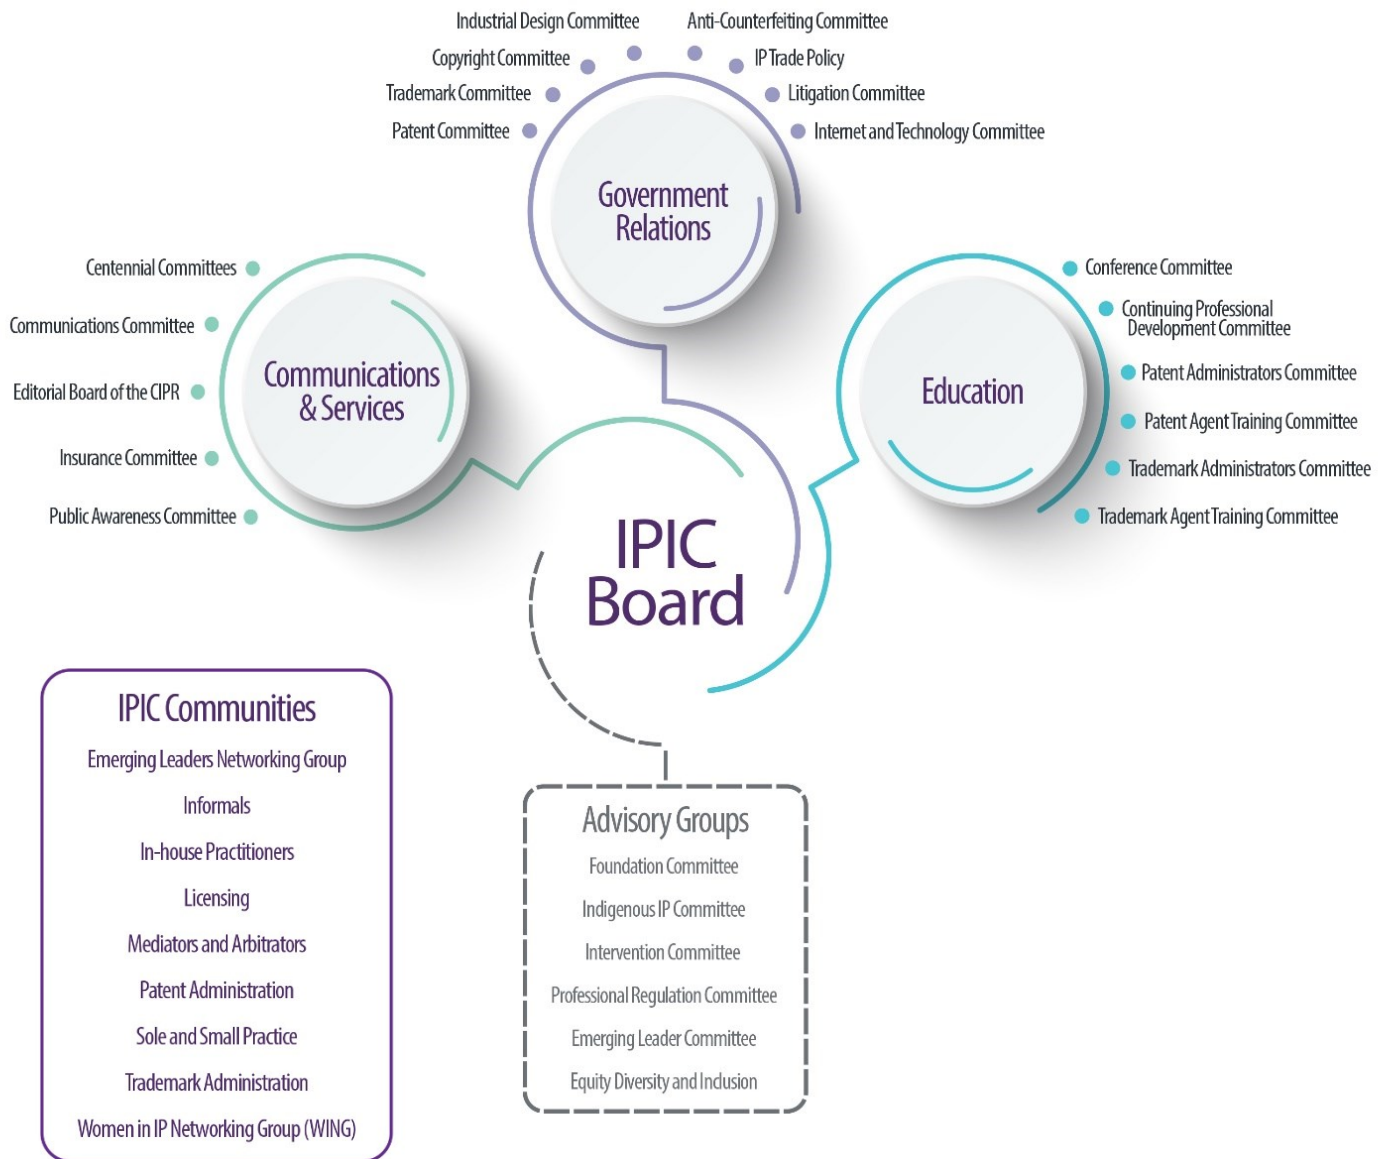 Industrial Design Committee
Anti-Counterfeiting Committee
Copyright Committee
IP Trade Policy
Trademark Committee
Litigation Committee
Patent Committee
Internet and Technology Committee
Government
Relations
Centennial Committees
Communications Committee
Editorial Board of the CIPR
Insurance Committee
Public Awareness Committee
Communications
& Services
Conference Committee
Continuing Professional
Development Committee
Patent Administrators Committee
Patent Agent Training Committee
Trademark Administrators Committee
Trademark Agent Training Committee
Education
IPIC
Board
IPIC Communities
Emerging Leaders Networking Group
Informals
In-house Practitioners
Licensing
Mediators and Arbitrators
Patent Administration
Sole and Small Practice
Trademark Administration
Women in IP Networking Group (WING)
Advisory Groups
Foundation Committee
Indigenous IP Committee
Intervention Committee
Professional Regulation Committee
Emerging Leader Committee
Equity Diversity and Inclusion